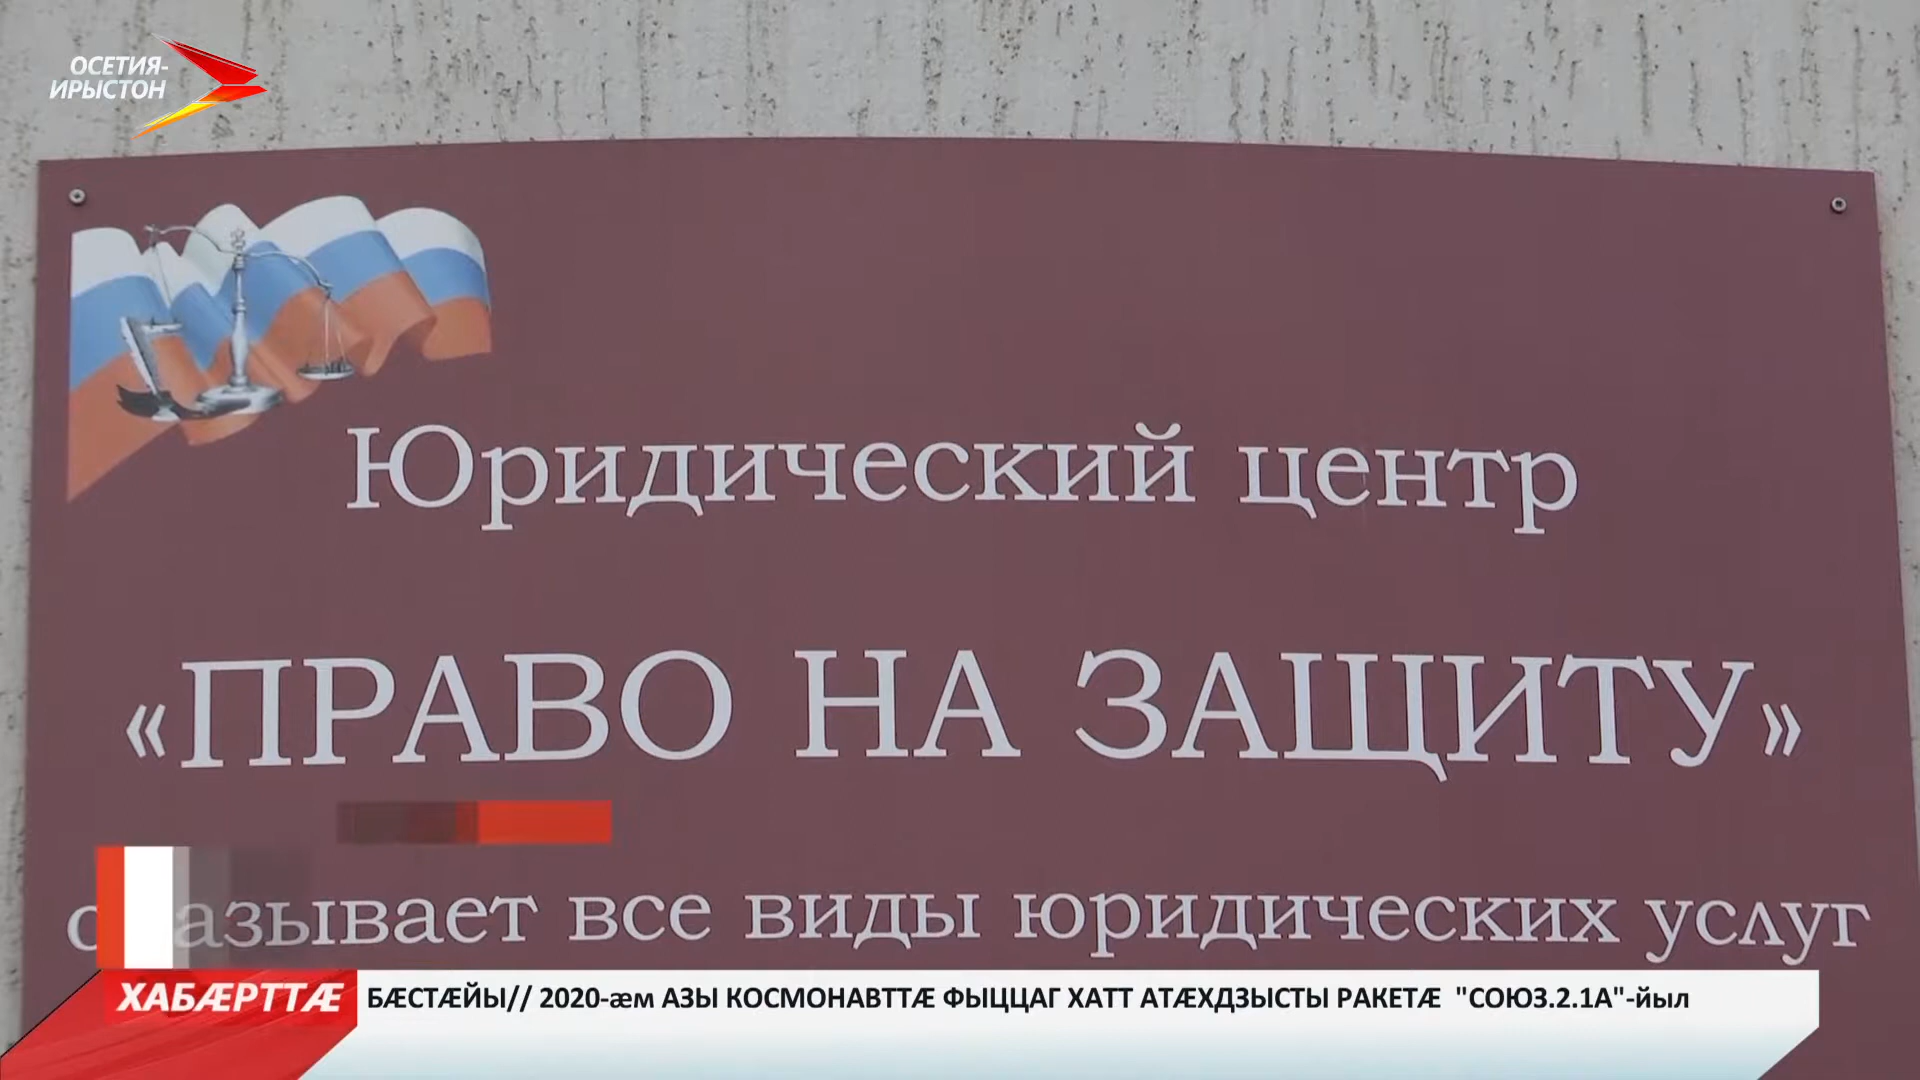 ОСЕТИЯ-
ИРЫСТОН
Юридический центр
«ПРАВО НА ЗАЩИТУ»
все виды юридических услуг
ХАБÆРТТÆ
БÆСТÆЙЫ// 2020-æм АЗЫ КОСМОНАВТТÆ ФЫЦЦАГ ХАТТ АТÆХДЗЫСТЫ РАКЕТÆ "СОЮЗ.2.1А"-йыл